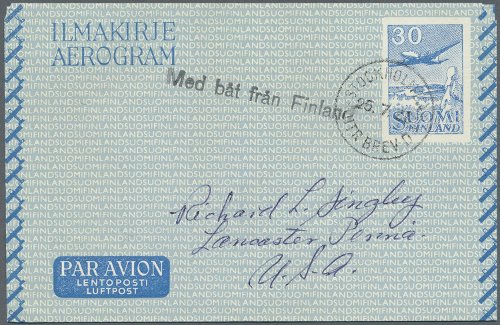 ILMAKIRJE
AEROGRAM
Med båt från Finland
30
STOCKHOLM
25.7
UTR BREV
SUOMI
FINLAND
Richard L.
Lancaster, Penna.
U.S.A.
PAR AVION
LENTOPOSTI
LUFTPOST